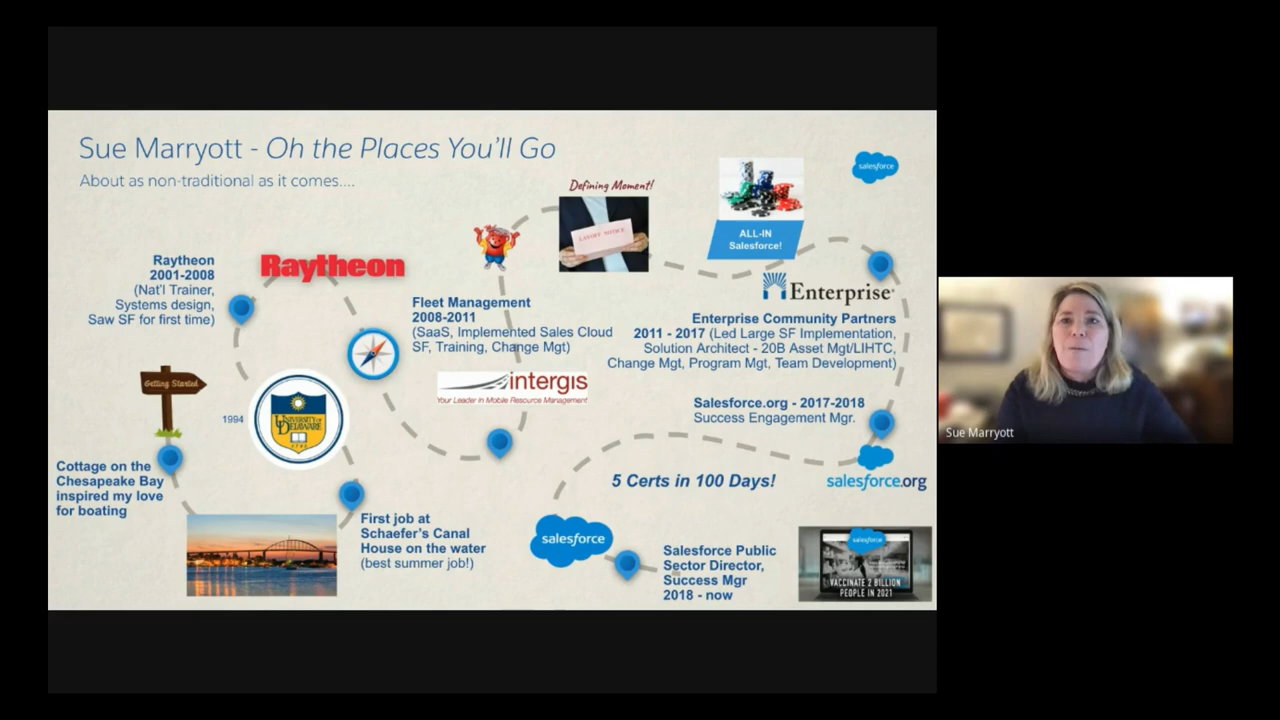 Sue Marryott - Oh the Places You'll Go
About as non-traditional as it comes....
salesforce
Defining Moment!
LAYOFF NOTICE
ALL-IN
Salesforce!
Raytheon
2001-2008
(Nat'l Trainer,
Systems design,
Saw SF for first time)
Raytheon
Fleet Management
2008-2011
(SaaS, Implemented Sales Cloud
SF, Training, Change Mgt)
Enterprise
Enterprise Community Partners
2011 - 2017 (Led Large SF Implementation,
Solution Architect - 20B Asset Mgt/LIHTC,
Change Mgt, Program Mgt, Team Development)
Getting Started
1994
UNIVERSITY OF
DELAWARE
intergis
Your Leader in Mobile Resource Management
Salesforce.org - 2017-2018
Success Engagement Mgr.
Sue Marryott
Cottage on the
Chesapeake Bay
inspired my love
for boating
5 Certs in 100 Days!
salesforce.org
First job at
Schaefer's Canal
House on the water
(best summer job!)
salesforce
Salesforce Public
Sector Director,
Success Mgr
2018 - now
salesforce
VACCINATE 2 BILLION
PEOPLE IN 2021